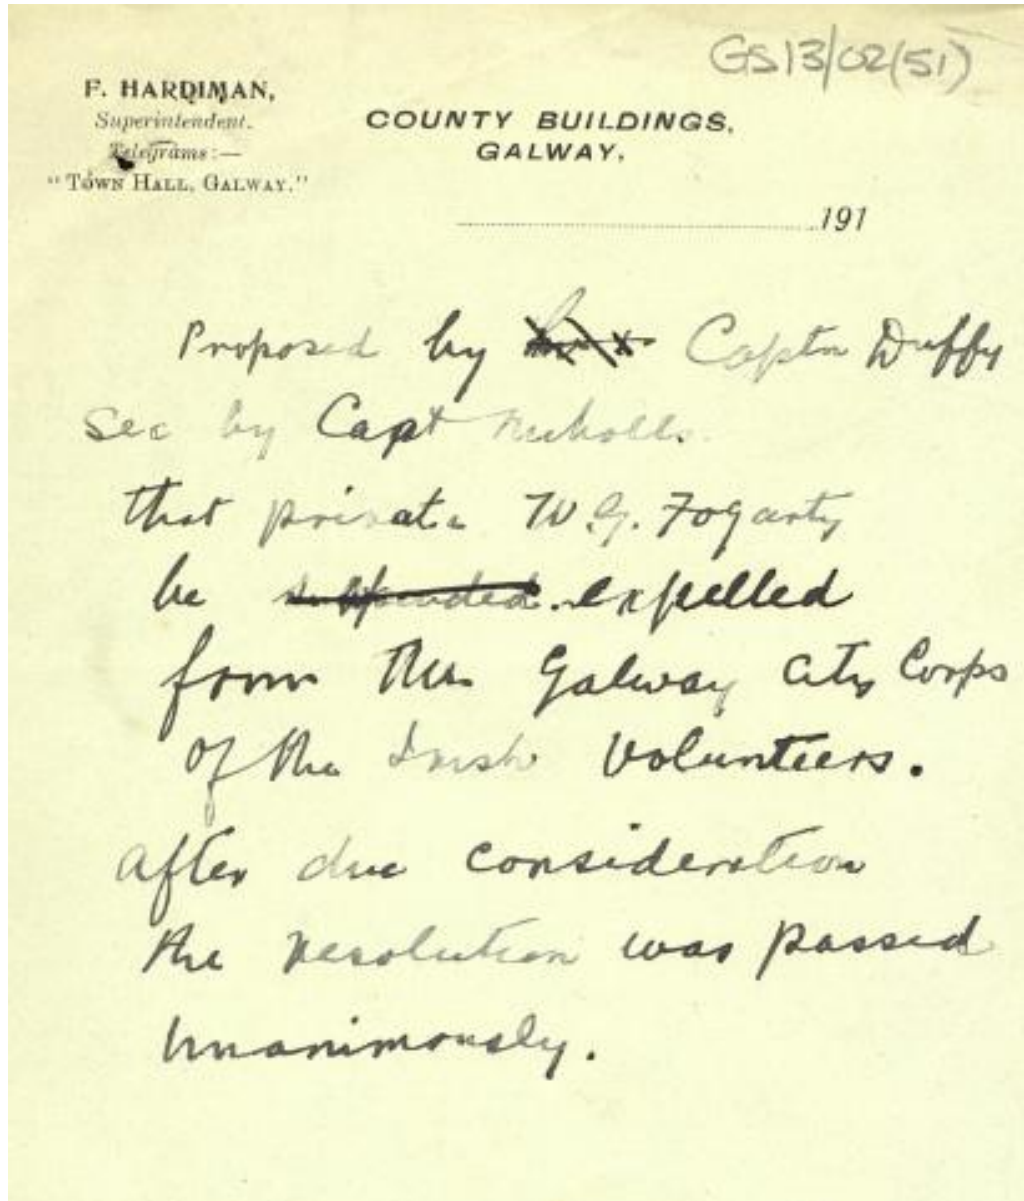 GS13/02(51)
F. HARDIMAN,
Superintendent.
Telegrams:—
"TOWN HALL, GALWAY."
COUNTY BUILDINGS,
GALWAY,
191
Proposed by Captn Duffy
sec by Capt Nicholls.
that private W.G. Fogarty
be suspended expelled
from the Galway City Corps
of the Irish Volunteers.
After due consideration
the resolution was passed
unanimously.